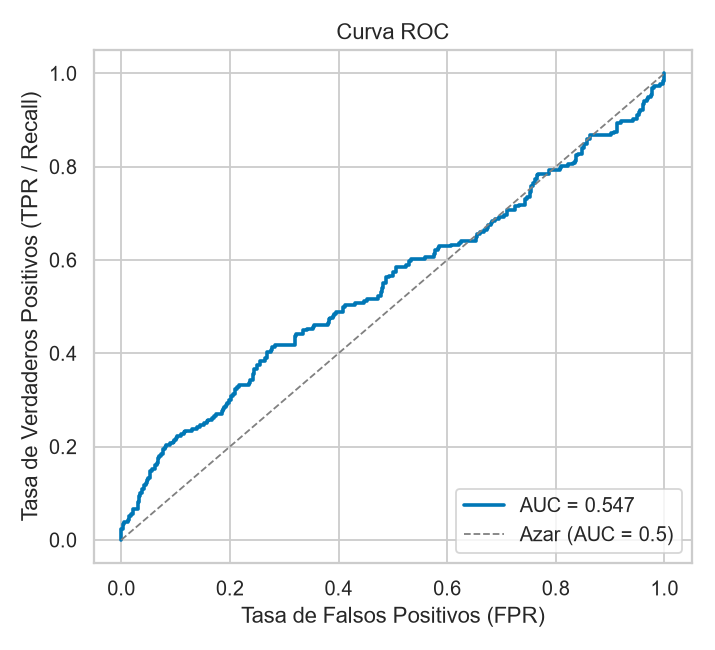 Curva ROC
Tasa de Verdaderos Positivos (TPR / Recall)
1.0
0.8
0.6
0.4
0.2
0.0
AUC = 0.547
Azar (AUC = 0.5)
0.0 0.2 0.4 0.6 0.8 1.0
Tasa de Falsos Positivos (FPR)